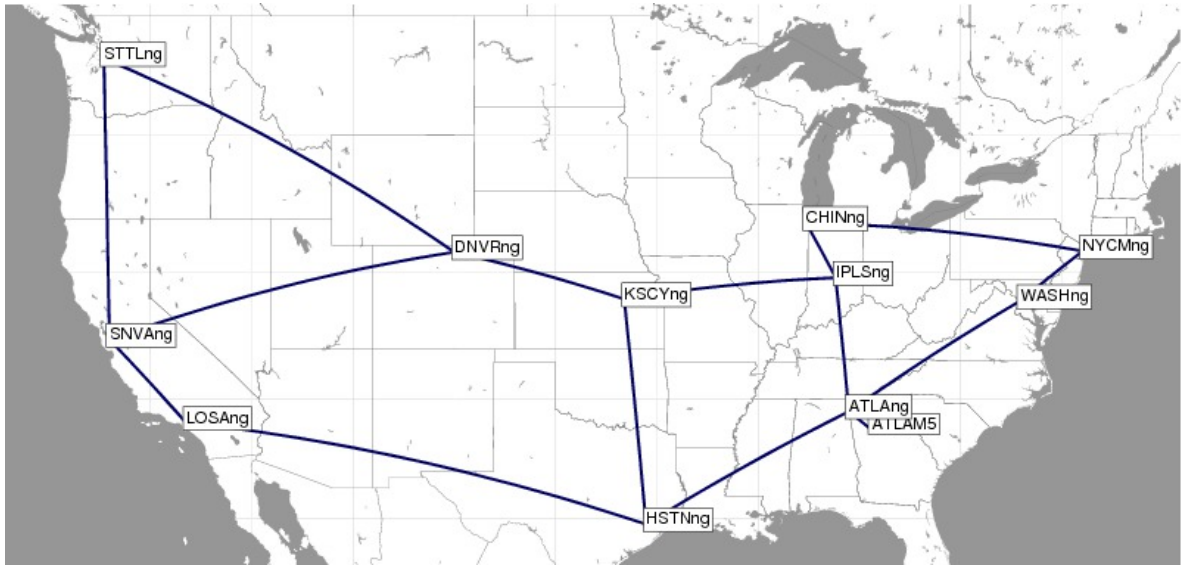 STTLng
CHINng
DNVRng
NYCMng
IPLSng
KSCYng
WASHng
SNVAng
LOSAng
ATLAng
ATLAM5
HSTNng